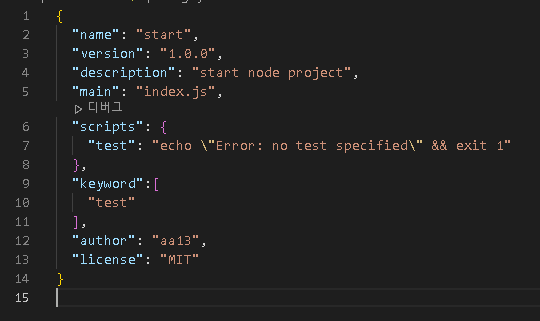 1 {
2 "name": "start",
3 "version": "1.0.0",
4 "description": "start node project",
5 "main": "index.js",
▷ 디버그
6 "scripts": {
7 "test": "echo \"Error: no test specified\" && exit 1"
8 },
9 "keyword":[
10 "test"
11 ],
12 "author": "aa13",
13 "license": "MIT"
14 }
15